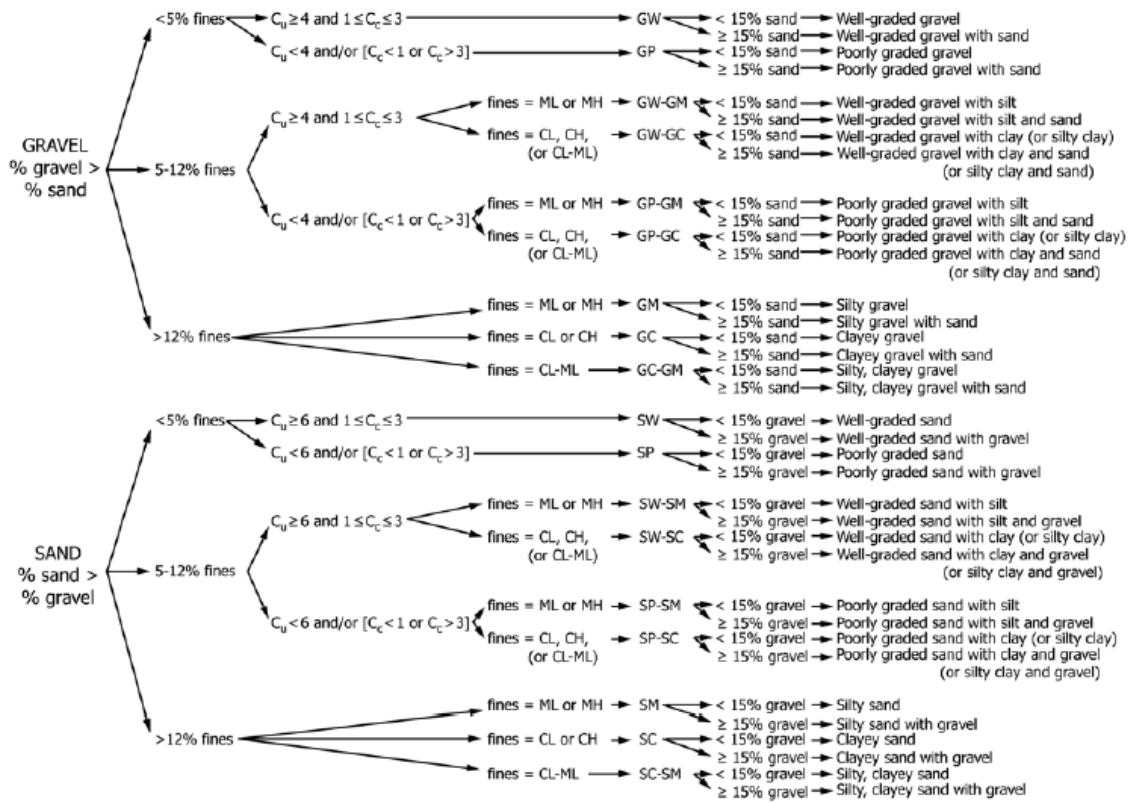 <5% fines
Cu≥4 and 1≤Cc≤3
GW
< 15% sand
Well-graded gravel
≥ 15% sand
Well-graded gravel with sand
Cu<4 and/or [Cc<1 or Cc>3]
GP
< 15% sand
Poorly graded gravel
≥ 15% sand
Poorly graded gravel with sand
GRAVEL
% gravel >
% sand
5-12% fines
Cu≥4 and 1≤Cc≤3
fines = ML or MH
GW-GM
< 15% sand
Well-graded gravel with silt
≥ 15% sand
Well-graded gravel with silt and sand
fines = CL, CH,
(or CL-ML)
GW-GC
< 15% sand
Well-graded gravel with clay (or silty clay)
≥ 15% sand
Well-graded gravel with clay and sand
(or silty clay and sand)
Cu<4 and/or [Cc<1 or Cc>3]
fines = ML or MH
GP-GM
< 15% sand
Poorly graded gravel with silt
≥ 15% sand
Poorly graded gravel with silt and sand
fines = CL, CH,
(or CL-ML)
GP-GC
< 15% sand
Poorly graded gravel with clay (or silty clay)
≥ 15% sand
Poorly graded gravel with clay and sand
(or silty clay and sand)
>12% fines
fines = ML or MH
GM
< 15% sand
Silty gravel
≥ 15% sand
Silty gravel with sand
fines = CL or CH
GC
< 15% sand
Clayey gravel
≥ 15% sand
Clayey gravel with sand
fines = CL-ML
GC-GM
< 15% sand
Silty, clayey gravel
≥ 15% sand
Silty, clayey gravel with sand
<5% fines
Cu≥6 and 1≤Cc≤3
SW
< 15% gravel
Well-graded sand
≥ 15% gravel
Well-graded sand with gravel
Cu<6 and/or [Cc<1 or Cc>3]
SP
< 15% gravel
Poorly graded sand
≥ 15% gravel
Poorly graded sand with gravel
SAND
% sand >
% gravel
5-12% fines
Cu≥6 and 1≤Cc≤3
fines = ML or MH
SW-SM
< 15% gravel
Well-graded sand with silt
≥ 15% gravel
Well-graded sand with silt and gravel
fines = CL, CH,
(or CL-ML)
SW-SC
< 15% gravel
Well-graded sand with clay (or silty clay)
≥ 15% gravel
Well-graded sand with clay and gravel
(or silty clay and gravel)
Cu<6 and/or [Cc<1 or Cc>3]
fines = ML or MH
SP-SM
< 15% gravel
Poorly graded sand with silt
≥ 15% gravel
Poorly graded sand with silt and gravel
fines = CL, CH,
(or CL-ML)
SP-SC
< 15% gravel
Poorly graded sand with clay (or silty clay)
≥ 15% gravel
Poorly graded sand with clay and gravel
(or silty clay and gravel)
>12% fines
fines = ML or MH
SM
< 15% gravel
Silty sand
≥ 15% gravel
Silty sand with gravel
fines = CL or CH
SC
< 15% gravel
Clayey sand
≥ 15% gravel
Clayey sand with gravel
fines = CL-ML
SC-SM
< 15% gravel
Silty, clayey sand
≥ 15% gravel
Silty, clayey sand with gravel